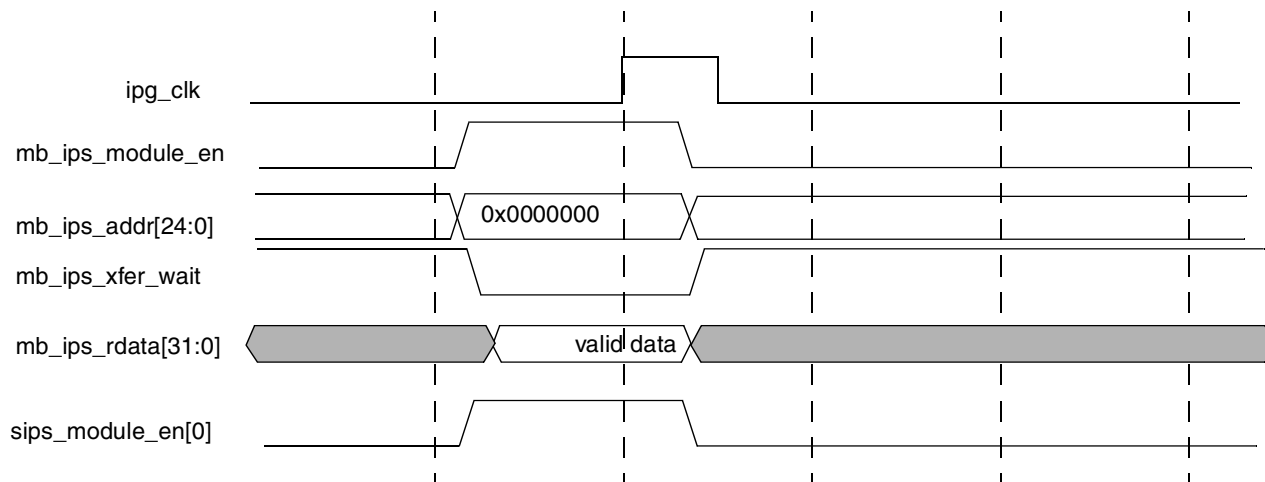 ipg_clk
mb_ips_module_en
mb_ips_addr[24:0]
0x0000000
mb_ips_xfer_wait
mb_ips_rdata[31:0]
valid data
sips_module_en[0]